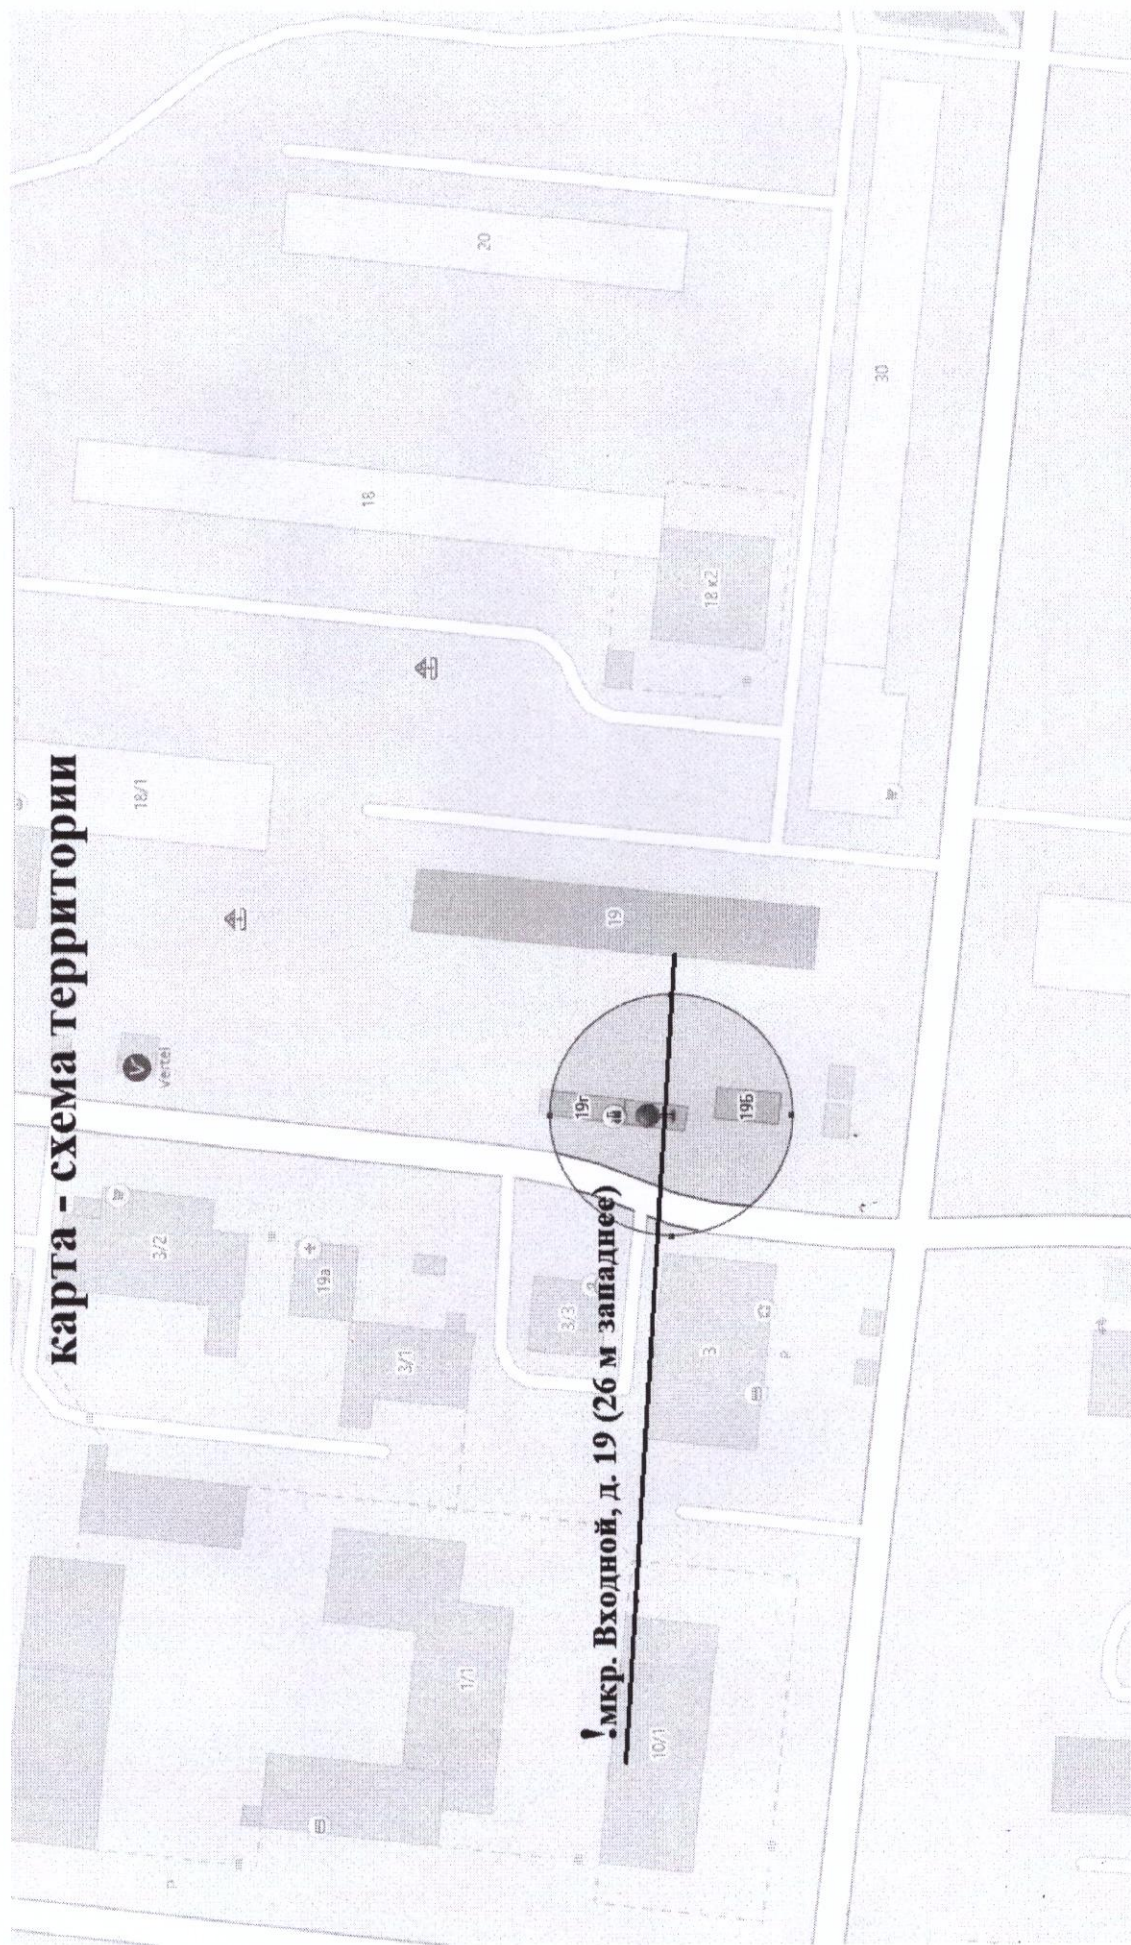 карта - схема территории
18/1
18
20
Vertel
3/2
19а
3/1
3/3
19г
19
18 к2
30
19Б
3
1/1
!мкр. Входной, д. 19 (26 м западнее)
10/1